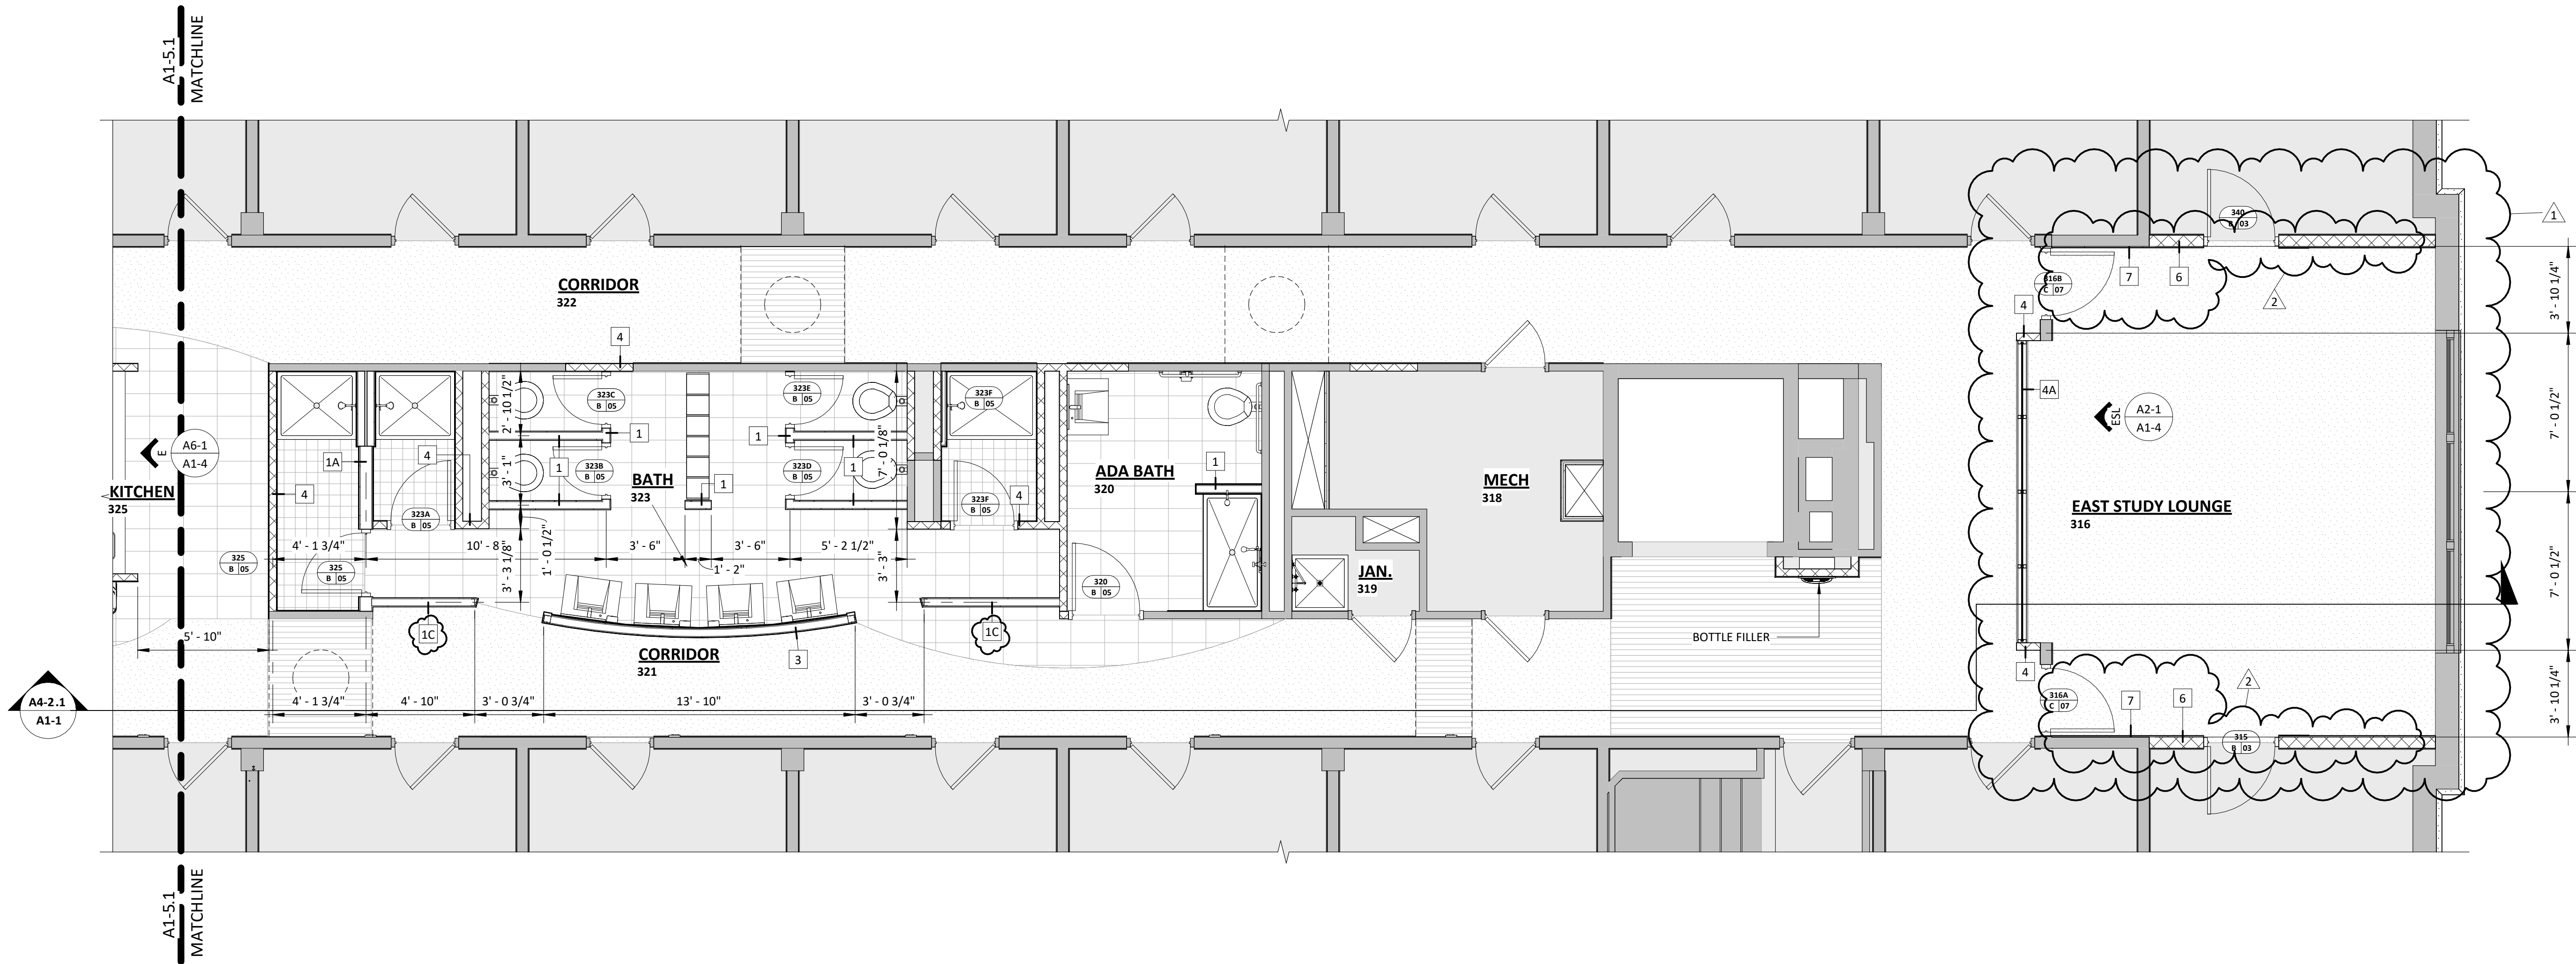 A1-5.1
MATCHLINE
340
B 03
1
CORRIDOR
322
316B
C 07
7
6
2
3' - 10 1/4"
4
4
323C
B 05
323E
B 05
323F
B 05
2' - 10 1/2"
1
1
4A
A2-1
A1-4
ESL
7' - 0 1/2"
A6-1
A1-4
E
1A
4
323B
B 05
1
BATH
323
323D
B 05
1
7' - 0 1/8"
3' - 1"
ADA BATH
320
1
MECH
318
KITCHEN
325
4
1
323F
B 05
4
EAST STUDY LOUNGE
316
323A
B 05
4' - 1 3/4"
10' - 8"
3' - 6"
1' - 2"
3' - 6"
5' - 2 1/2"
325
B 05
325
B 05
3' - 3 1/8"
1' - 0 1/2"
3' - 3"
320
B 05
JAN.
319
7' - 0 1/2"
5' - 10"
1C
1C
BOTTLE FILLER
CORRIDOR
321
3
4
2
A4-2.1
A1-1
4' - 1 3/4"
4' - 10"
3' - 0 3/4"
13' - 10"
3' - 0 3/4"
316A
C 07
7
6
3' - 10 1/4"
315
B 03
A1-5.1
MATCHLINE